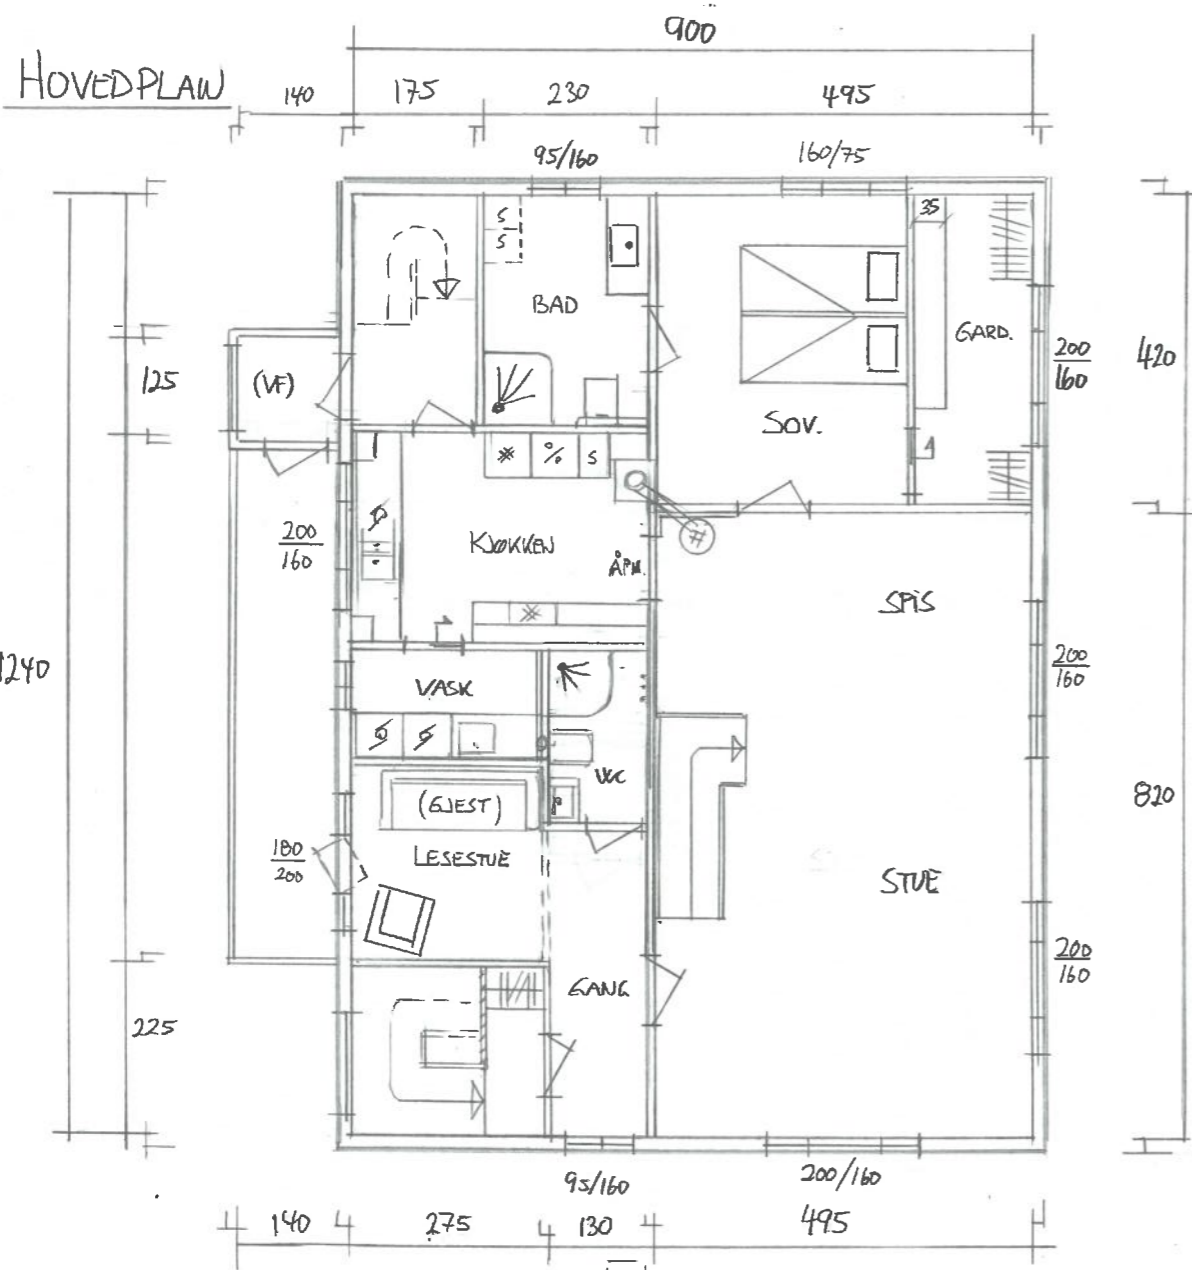 900
HOVEDPLAN
140 175 230 495
95/160 160/75
S
S
35
BAD
GARD.
200
160
420
125
(VF)
SOV.
% S
200
160
KJØKKEN
ÅPN.
SPIS
1240
VASK
200
160
WC
(GJEST)
820
180
200
LESESTUE
STUE
200
160
GANG
225
95/160 200/160
140 275 130 495